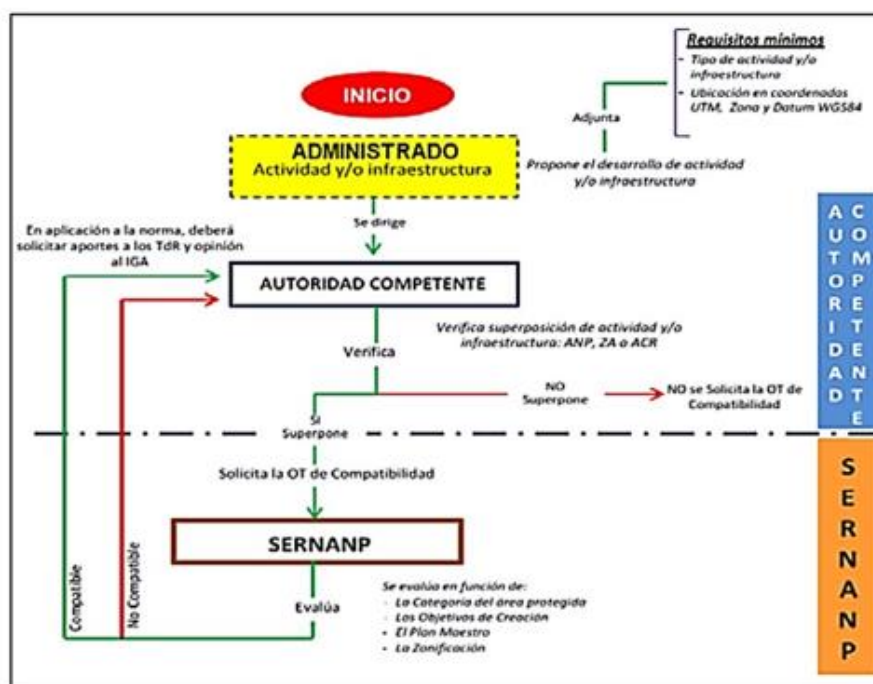 Requisitos mínimos
- Tipo de actividad y/o
infraestructura
- Ubicación en coordenadas
UTM, Zona y Datum WGS84
INICIO
Adjunta
ADMINISTRADO
Actividad y/o infraestructura
Propone el desarrollo de actividad
y/o infraestructura
Se dirige
En aplicación a la norma, deberá
solicitar aportes a los TdR y opinión
al IGA
AUTORIDAD COMPETENTE
Verifica superposición de actividad y/o
infraestructura: ANP, ZA o ACR
Verifica
NO
Superpone
NO se Solicita la OT de
Compatibilidad
SI
Superpone
Solicita la OT de Compatibilidad
SERNANP
Evalúa
Se evalúa en función de:
- La Categoría del área protegida
- Los Objetivos de Creación
- El Plan Maestro
- La Zonificación
Compatible
No Compatible
AUTORIDAD
COMPETENTE
SERNANP